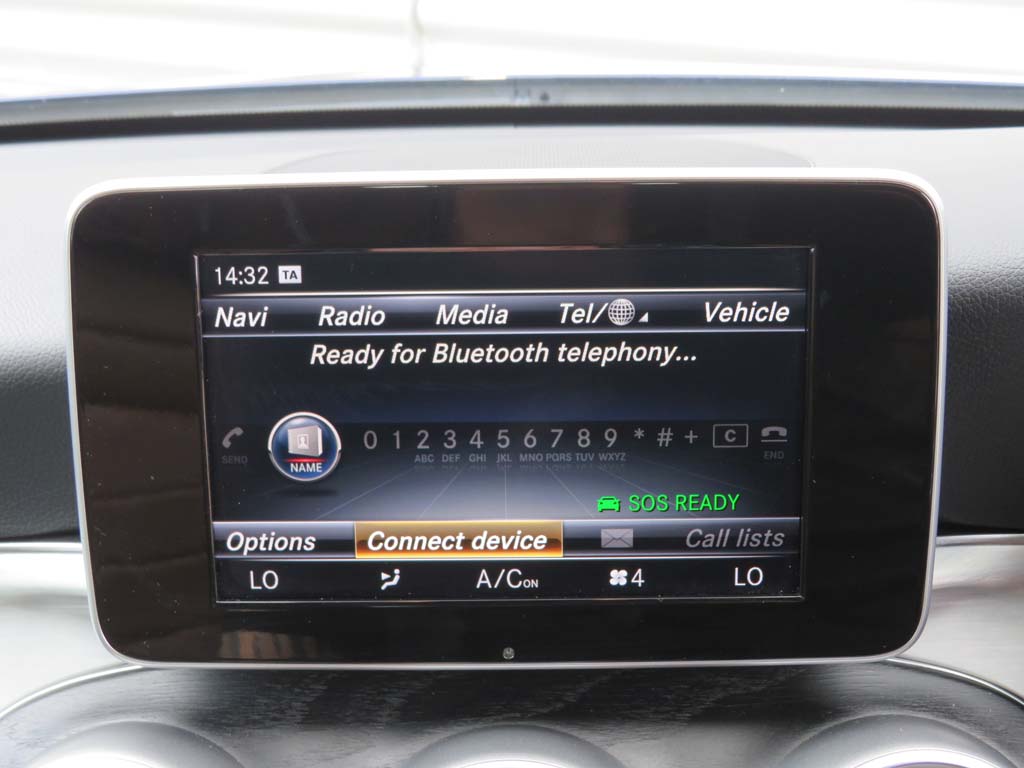 14:32 TA
Navi Radio Media Tel/ Vehicle
Ready for Bluetooth telephony...
SEND NAME 0 1 2 3 4 5 6 7 8 9 * # + C END
ABC DEF GHI JKL MNO PQRS TUV WXYZ
SOS READY
Options Connect device Call lists
LO A/C ON 4 LO